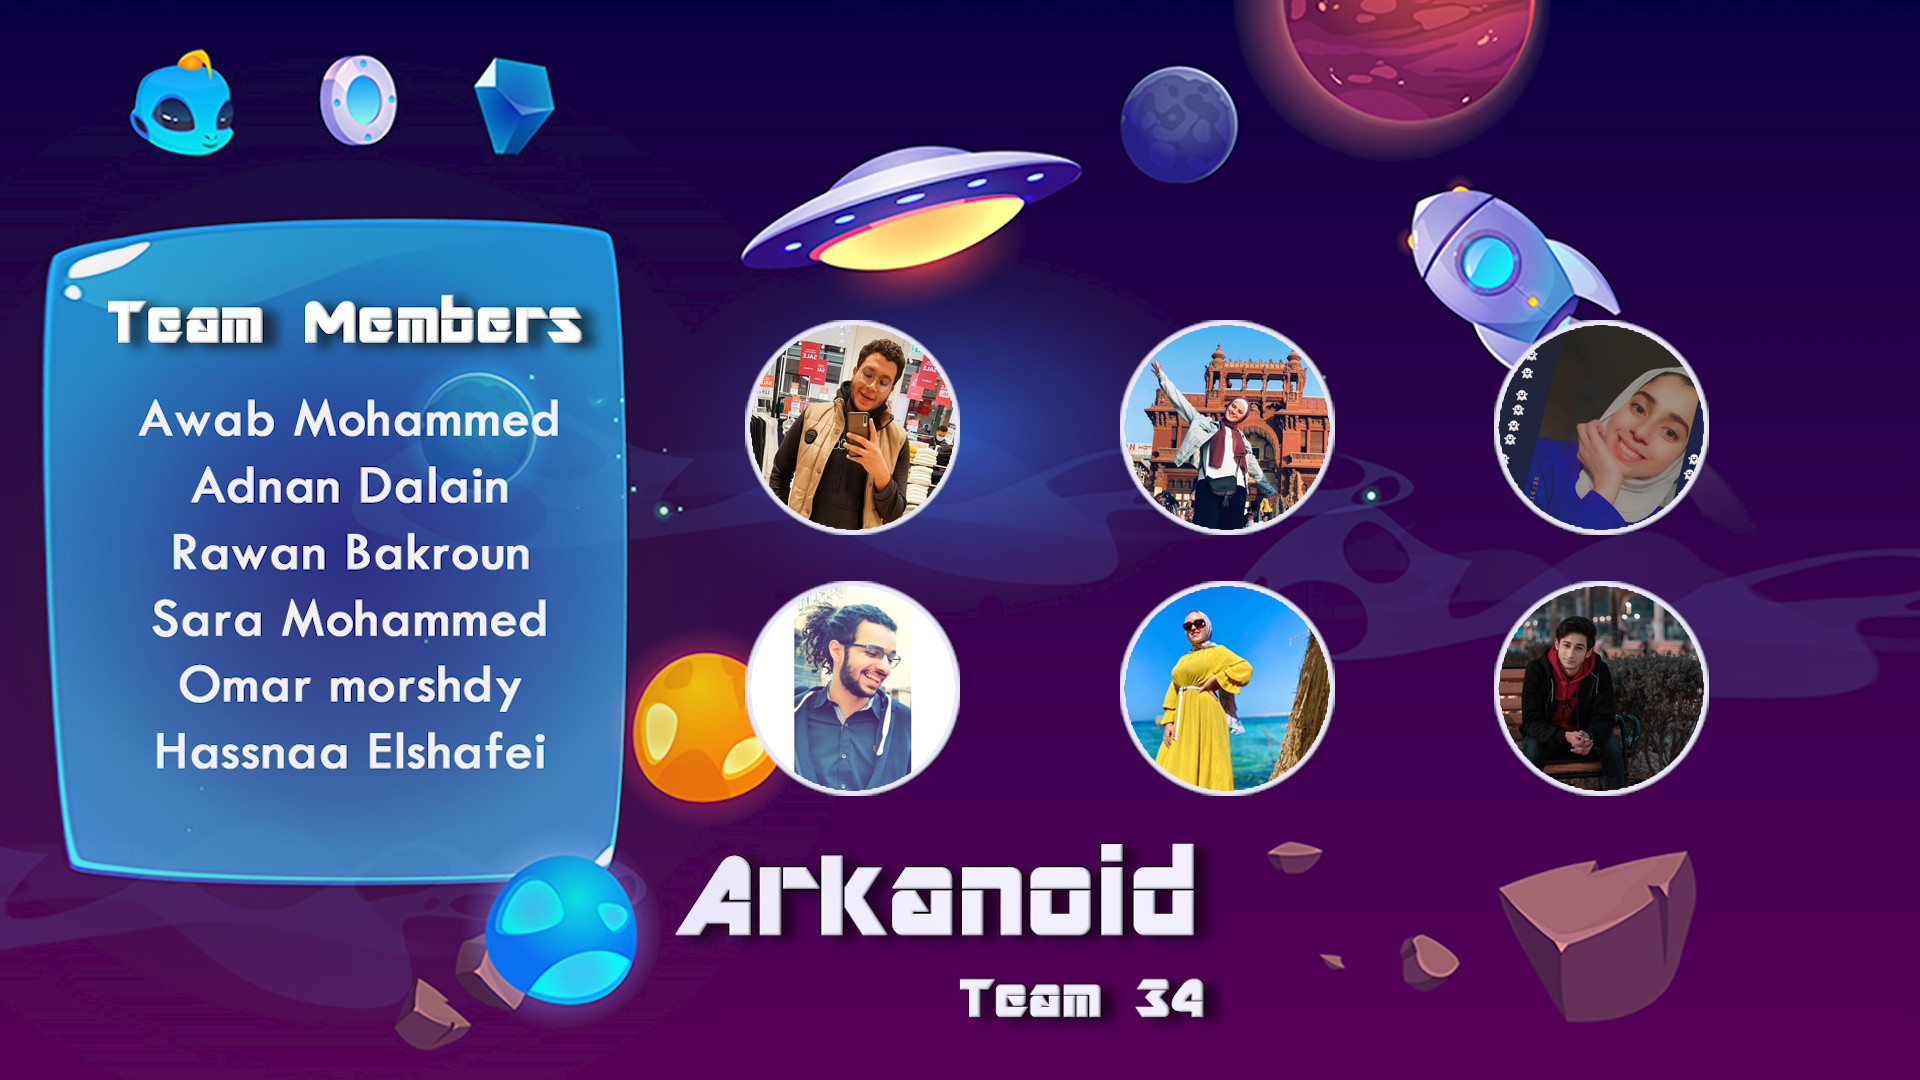 Team Members
Awab Mohammed
Adnan Dalain
Rawan Bakroun
Sara Mohammed
Omar morshdy
Hassnaa Elshafei
Arkanoid
Team 34